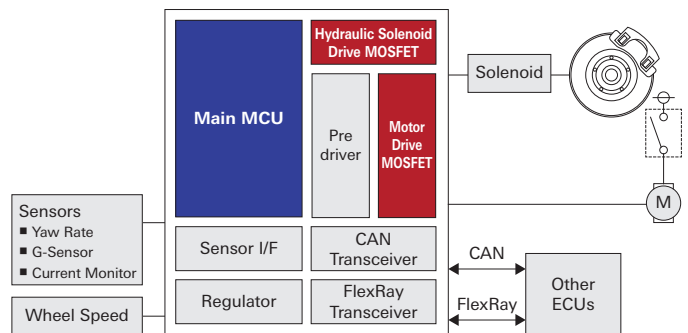 Main MCU
Hydraulic Solenoid
Drive MOSFET
Pre
driver
Motor
Drive
MOSFET
Solenoid
M
Sensors
■ Yaw Rate
■ G-Sensor
■ Current Monitor
Wheel Speed
Sensor I/F
CAN
Transceiver
Regulator
FlexRay
Transceiver
CAN
FlexRay
Other
ECUs